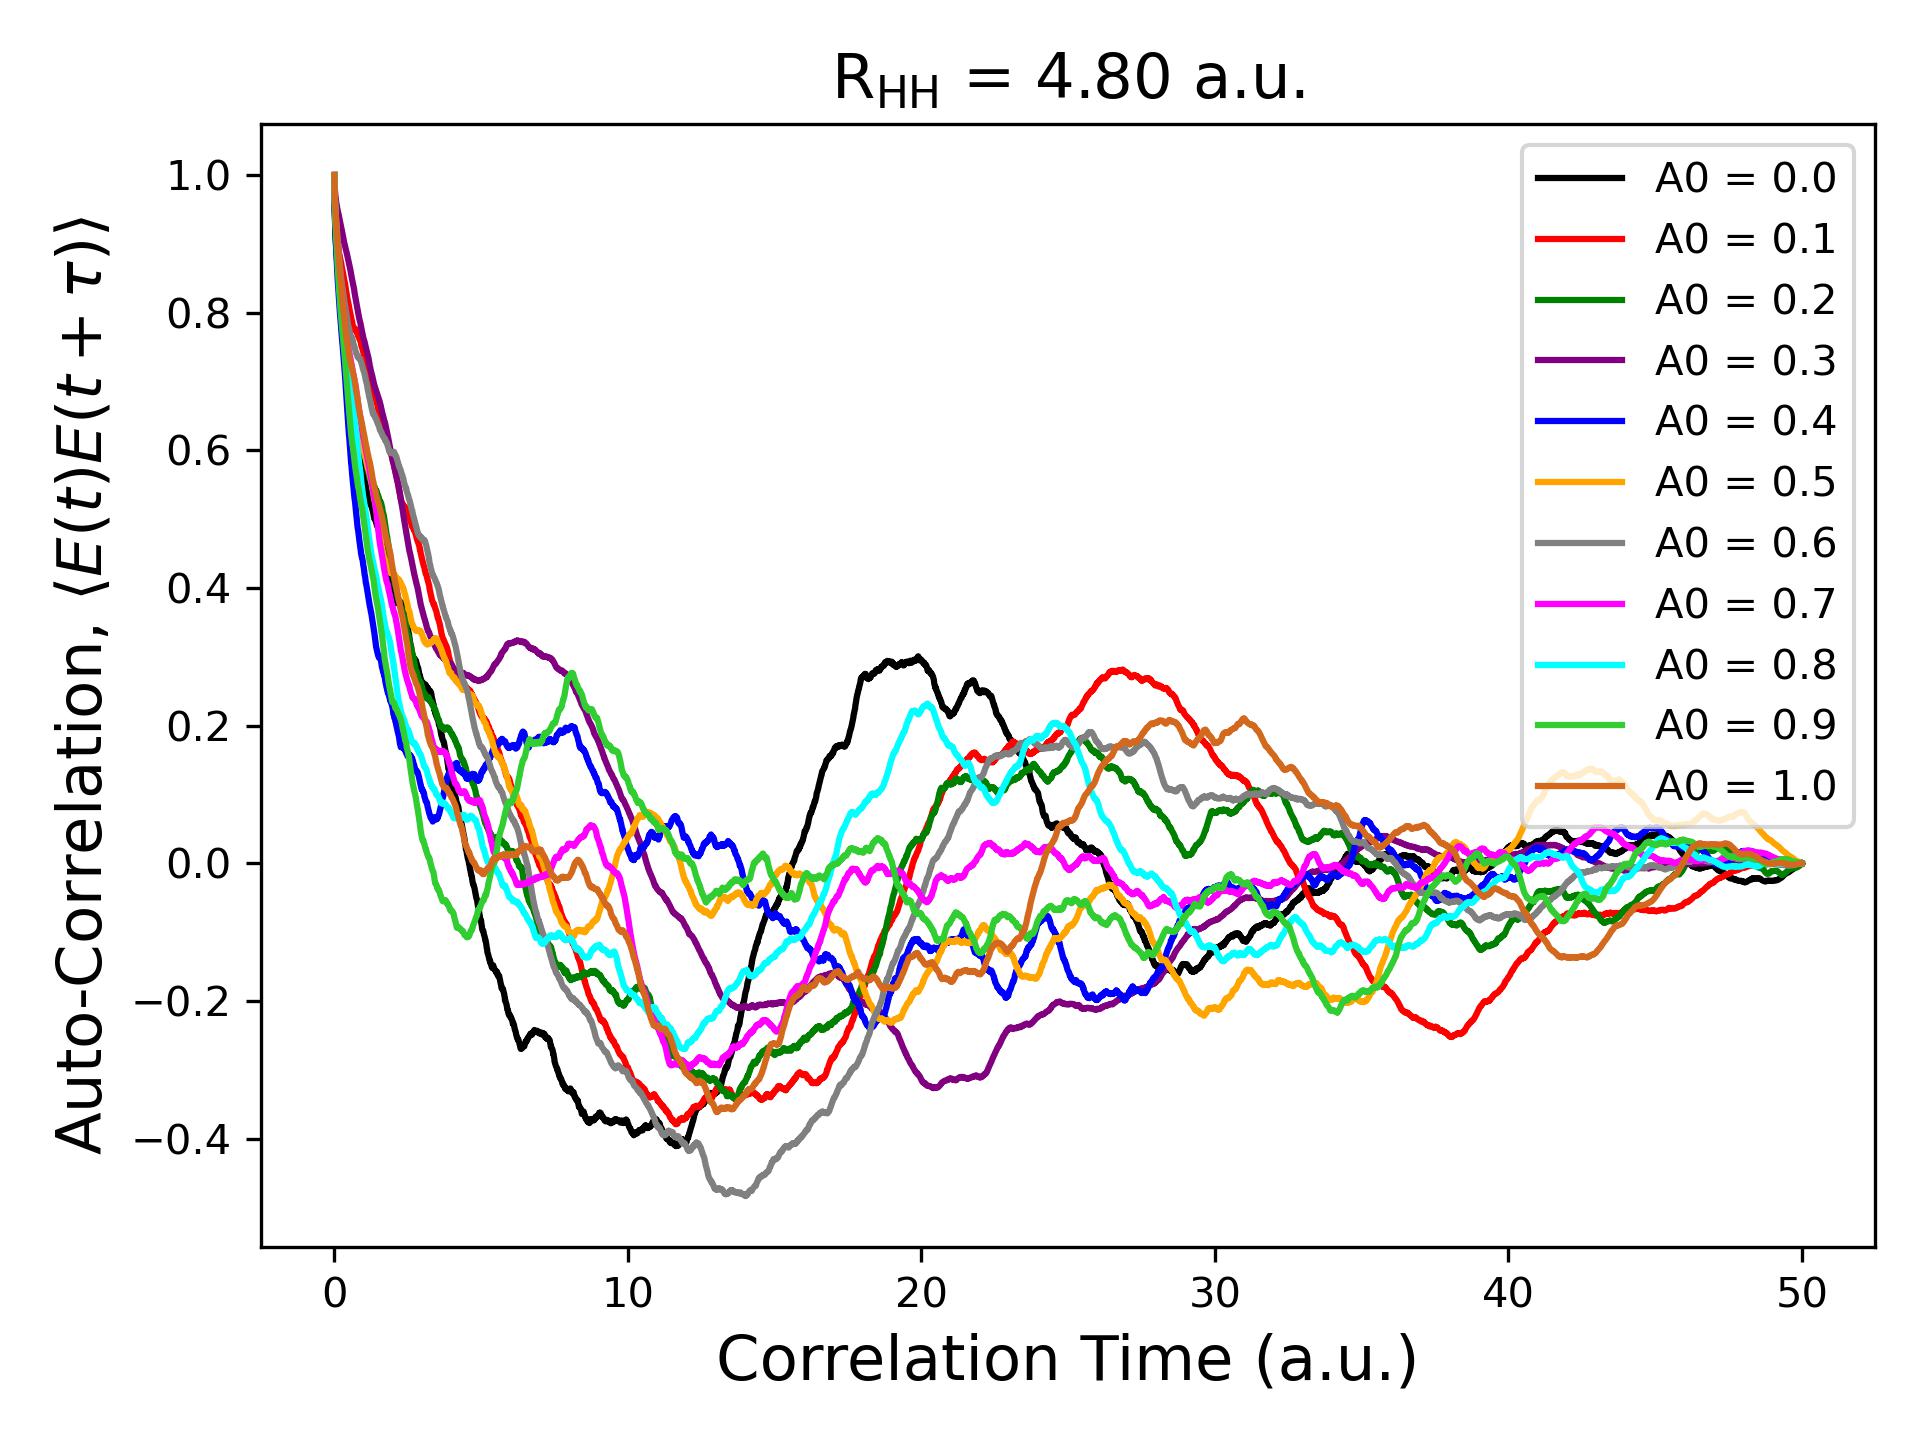 R_HH = 4.80 a.u.
Auto-Correlation, ⟨E(t)E(t + τ)⟩
1.0
0.8
0.6
0.4
0.2
0.0
−0.2
−0.4
A0 = 0.0
A0 = 0.1
A0 = 0.2
A0 = 0.3
A0 = 0.4
A0 = 0.5
A0 = 0.6
A0 = 0.7
A0 = 0.8
A0 = 0.9
A0 = 1.0
0 10 20 30 40 50
Correlation Time (a.u.)